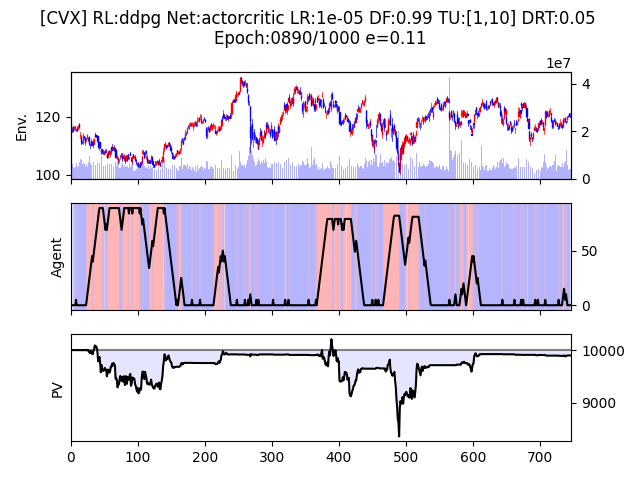 [CVX] RL:ddpg Net:actorcritic LR:1e-05 DF:0.99 TU:[1,10] DRT:0.05
Epoch:0890/1000 e=0.11
1e7
Env.
120
100
4
2
0
Agent
50
0
PV
10000
9000
0 100 200 300 400 500 600 700